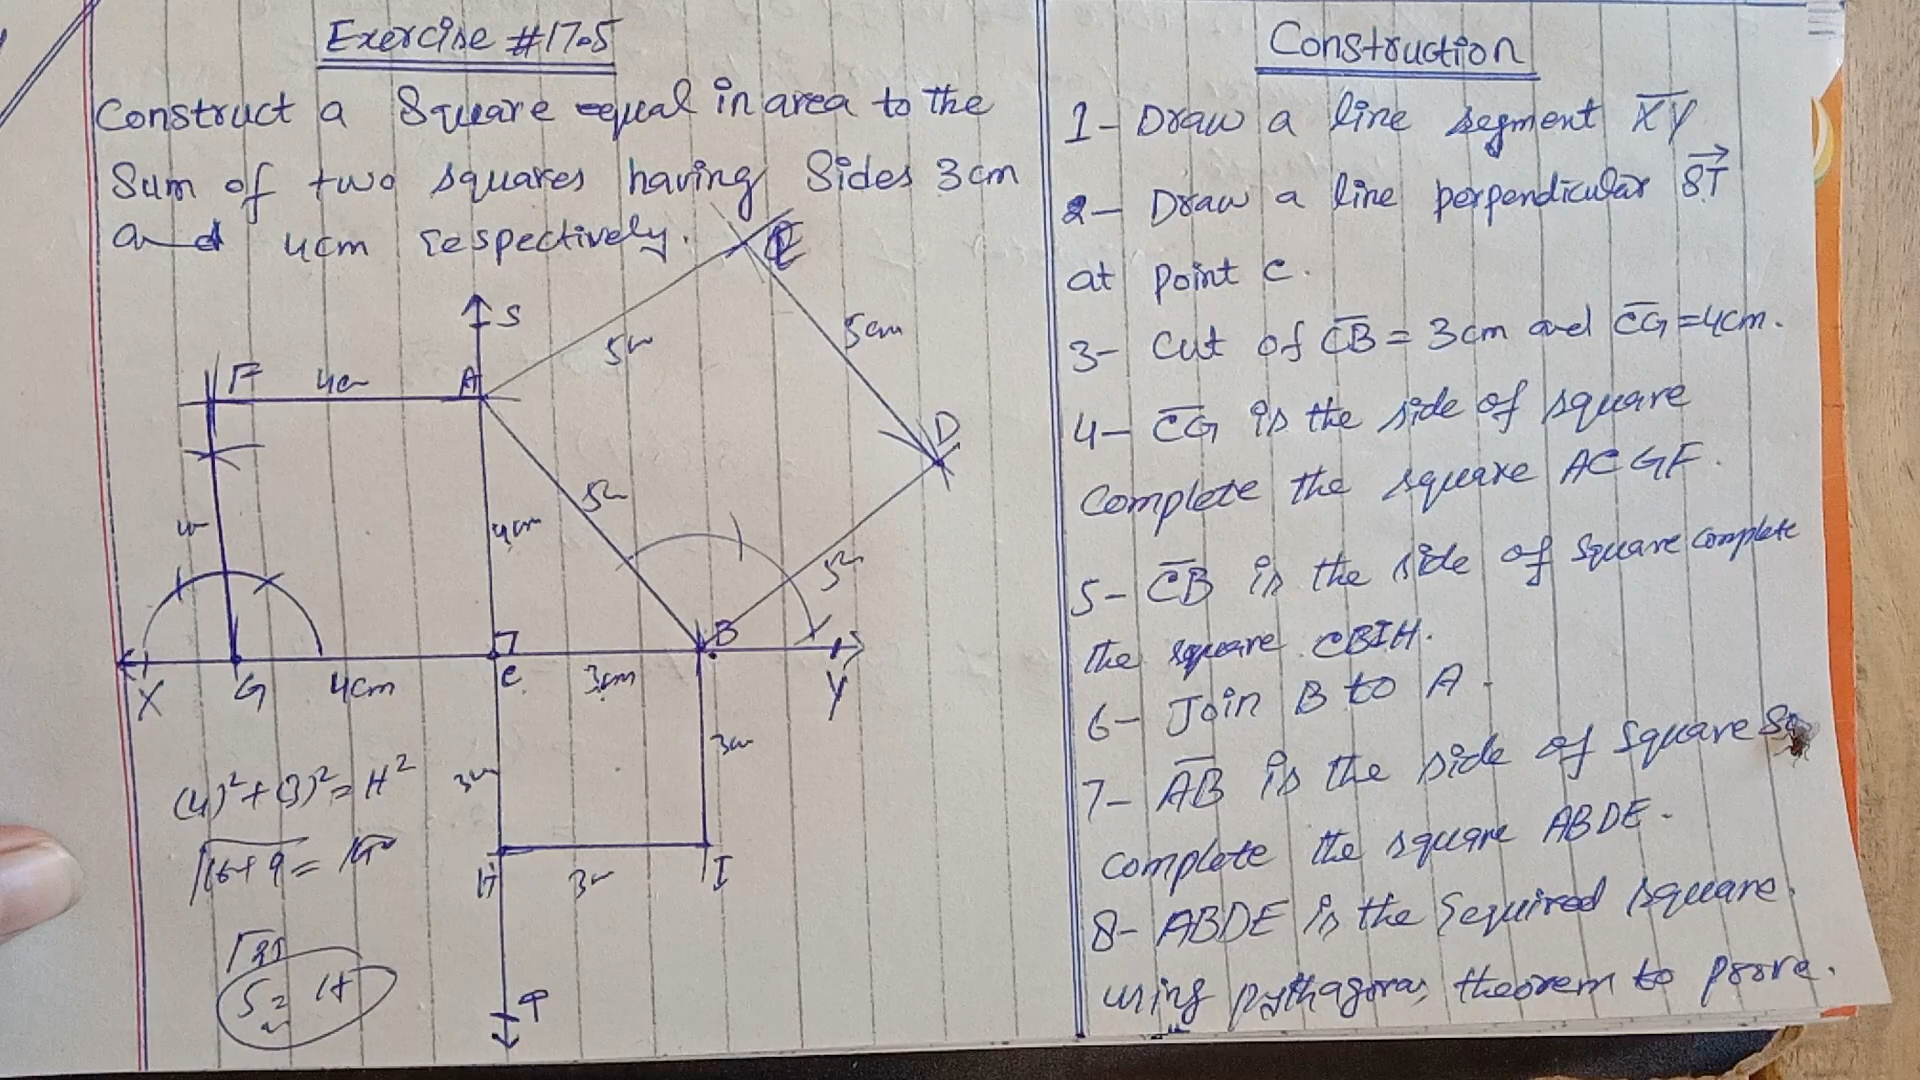 Exercise #17.5
Construct a Square equal in area to the
Sum of two squares having Sides 3cm
and 4cm respectively.
E
S
5cm
5cm
F
4cm
A
D
5cm
4cm
5cm
B
X
G
4cm
C
3cm
Y
3cm
(4)²+(3)²=H²
3cm
√16+9=
H
3cm
I
√25
5=H
T
Construction
1- Draw a line segment XY
2- Draw a line perpendicular ST
at point C.
3- Cut of CB = 3cm and CG=4cm.
4- CG is the side of square
Complete the square ACGF.
5- CB is the side of Square complete
the square CBIH.
6- Join B to A.
7- AB is the side of Square So
complete the square ABDE.
8- ABDE is the required square.
using pythagoras theorem to prove.